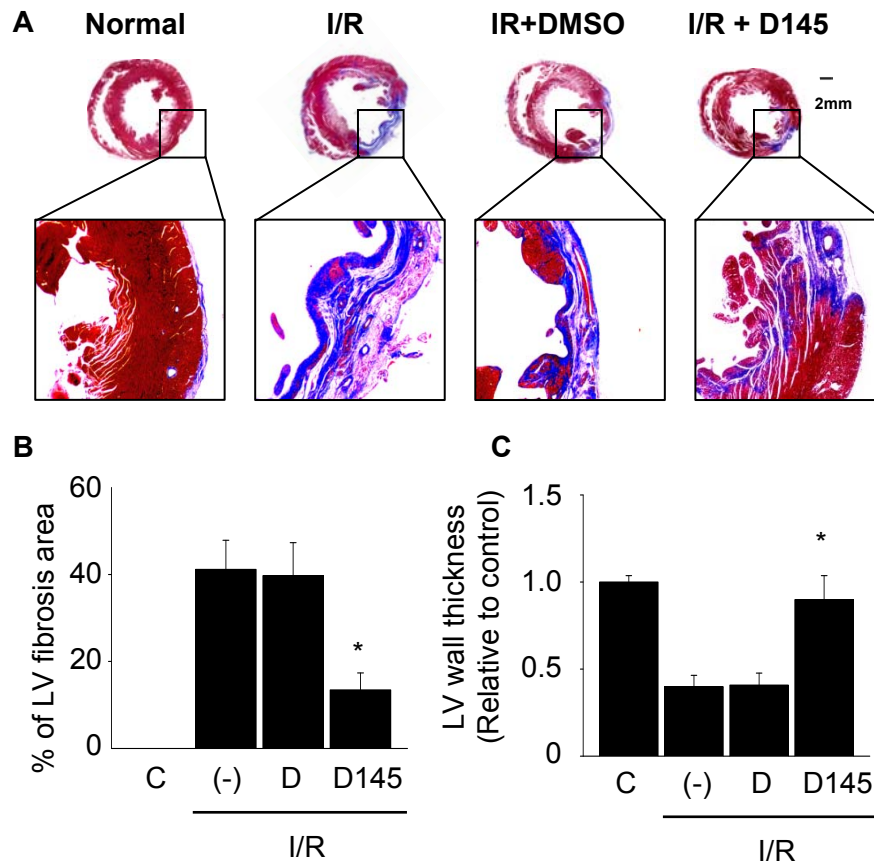 A
Normal
I/R
IR+DMSO
I/R + D145
2mm
B
% of LV fibrosis area
60
40
20
0
*
C
(-)
D
D145
I/R
C
LV wall thickness
(Relative to control)
1.5
1.0
0.5
0
*
C
(-)
D
D145
I/R